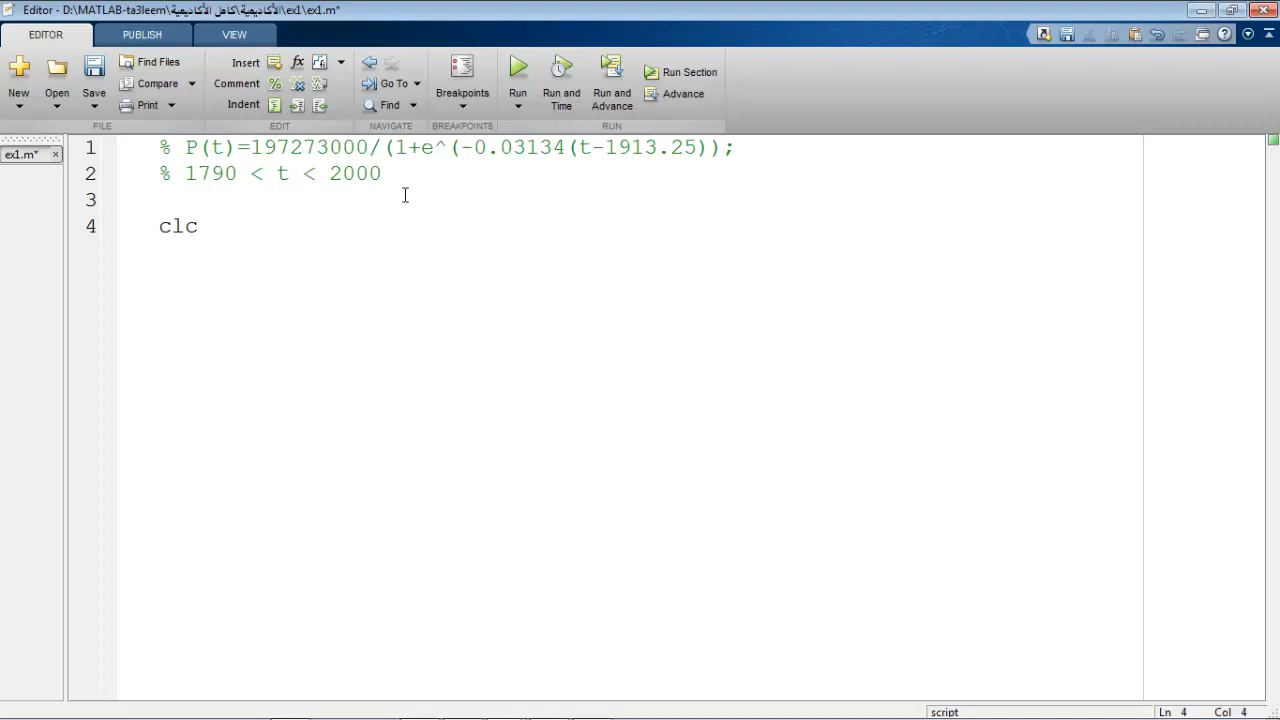 Editor - D:\MATLAB-ta3leem\كامل الأكاديمية\الأكاديمية\ex1\ex1.m*
EDITOR PUBLISH VIEW
New Open Save Find Files Compare Print
Insert fx Comment Indent
Go To Find
Breakpoints
Run Run and Time Run and Advance Run Section Advance
FILE EDIT NAVIGATE BREAKPOINTS RUN
ex1.m*
1 % P(t)=197273000/(1+e^(-0.03134(t-1913.25));
2 % 1790 < t < 2000
3
4 clc
script Ln 4 Col 4